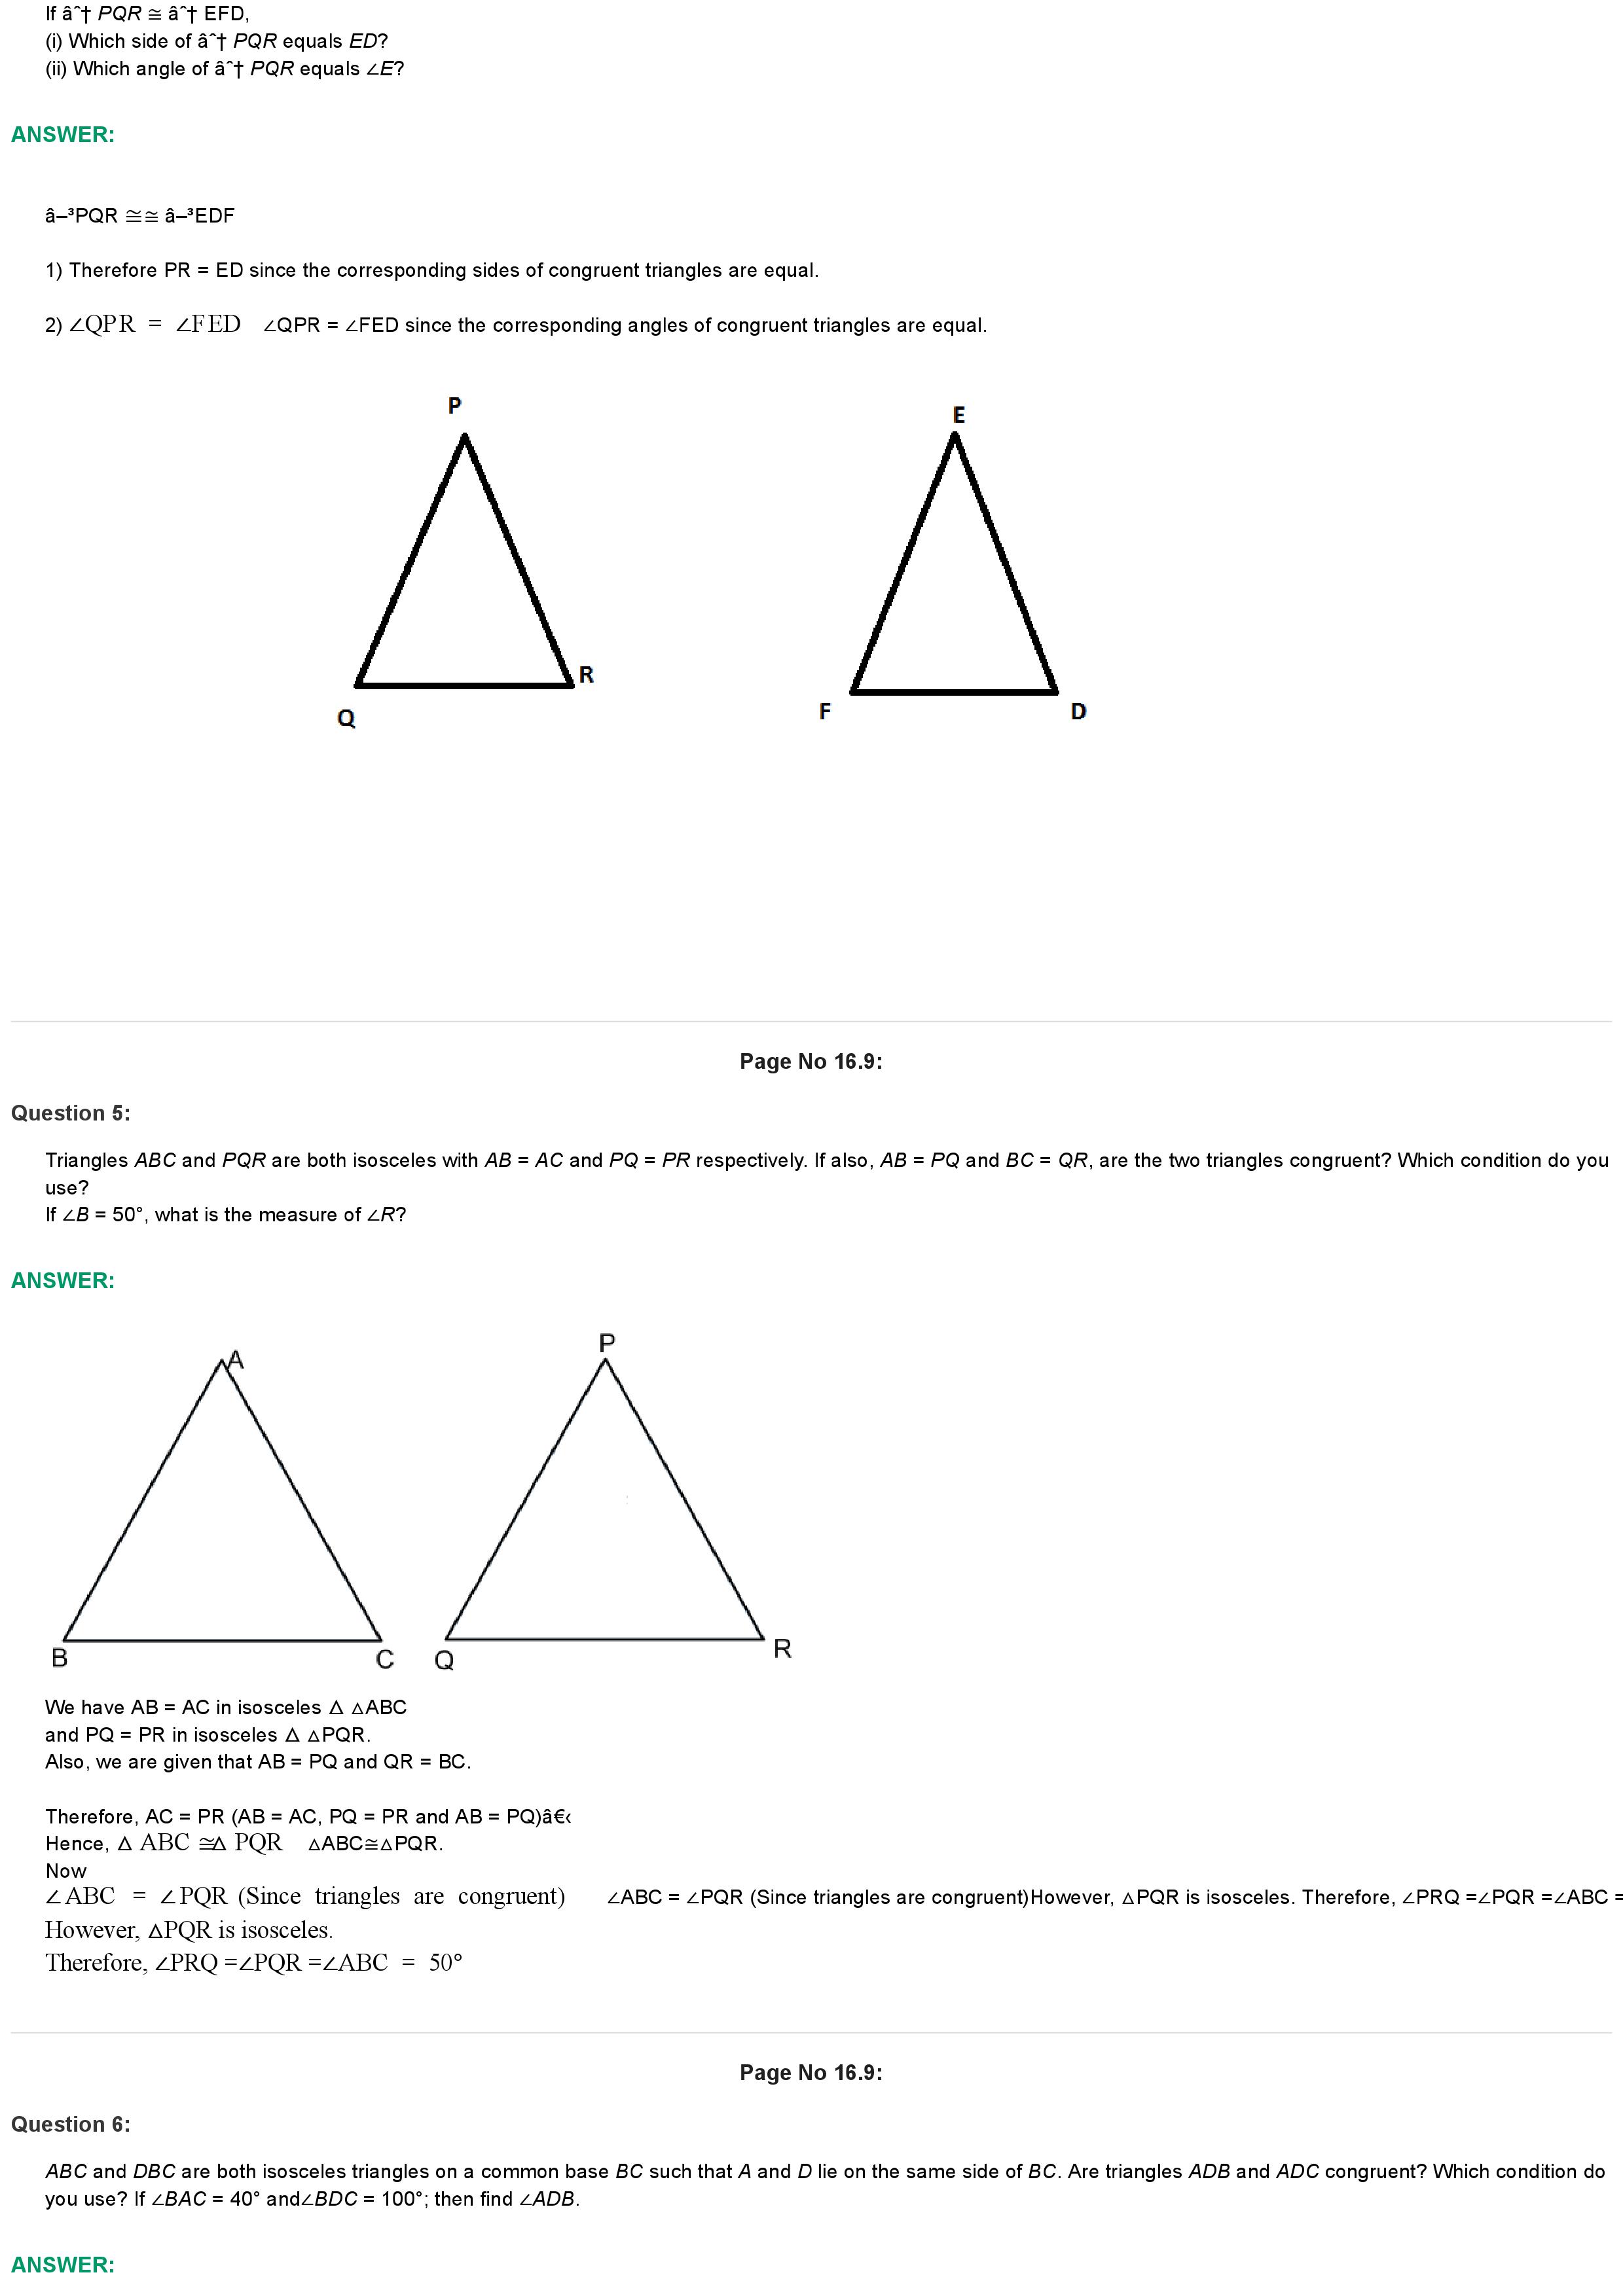 If âˆ† PQR ≅ âˆ† EFD,
(i) Which side of âˆ† PQR equals ED?
(ii) Which angle of âˆ† PQR equals ∠E?
ANSWER:
â–³PQR ≅≅ â–³EDF
1) Therefore PR = ED since the corresponding sides of congruent triangles are equal.
2) ∠QPR = ∠FED ∠QPR = ∠FED since the corresponding angles of congruent triangles are equal.
P
E
R
Q
F
D
Page No 16.9:
Question 5:
Triangles ABC and PQR are both isosceles with AB = AC and PQ = PR respectively. If also, AB = PQ and BC = QR, are the two triangles congruent? Which condition do you
use?
If ∠B = 50°, what is the measure of ∠R?
ANSWER:
A
P
B
C
Q
R
We have AB = AC in isosceles ∆ △ABC
and PQ = PR in isosceles ∆ △PQR.
Also, we are given that AB = PQ and QR = BC.
Therefore, AC = PR (AB = AC, PQ = PR and AB = PQ)â€‹
Hence, ∆ ABC ≅∆ PQR △ABC≅△PQR.
Now
∠ABC = ∠PQR (Since triangles are congruent) ∠ABC = ∠PQR (Since triangles are congruent)However, △PQR is isosceles. Therefore, ∠PRQ =∠PQR =∠ABC =
However, ∆PQR is isosceles.
Therefore, ∠PRQ =∠PQR =∠ABC = 50°
Page No 16.9:
Question 6:
ABC and DBC are both isosceles triangles on a common base BC such that A and D lie on the same side of BC. Are triangles ADB and ADC congruent? Which condition do
you use? If ∠BAC = 40° and∠BDC = 100°; then find ∠ADB.
ANSWER: